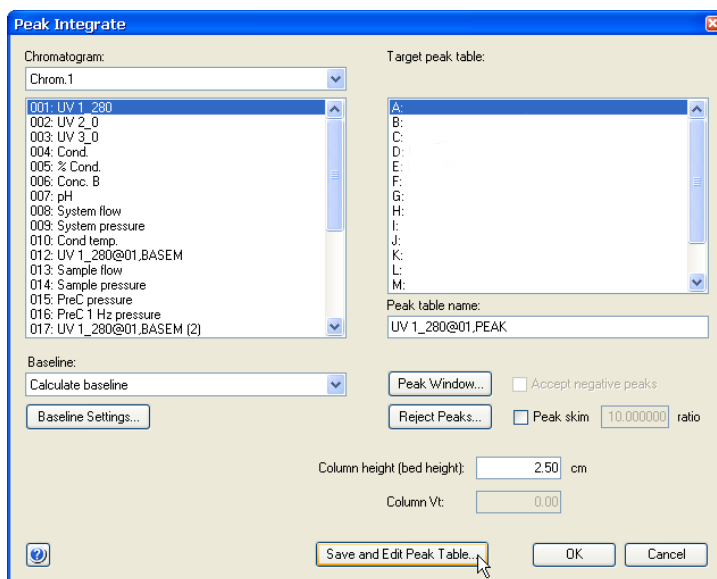 Peak Integrate
Chromatogram:
Chrom.1
001: UV 1_280
002: UV 2_0
003: UV 3_0
004: Cond.
005: % Cond.
006: Conc. B
007: pH
008: System flow
009: System pressure
010: Cond temp.
012: UV 1_280@01,BASEM
013: Sample flow
014: Sample pressure
015: PreC pressure
016: PreC 1 Hz pressure
017: UV 1_280@01,BASEM (2)
Target peak table:
A:
B:
C:
D:
E:
F:
G:
H:
I:
J:
K:
L:
M:
Peak table name:
UV 1_280@01,PEAK
Baseline:
Calculate baseline
Baseline Settings...
Peak Window...
Accept negative peaks
Reject Peaks...
Peak skim 10.000000 ratio
Column height (bed height): 2.50 cm
Column Vt: 0.00
Save and Edit Peak Table...
OK
Cancel